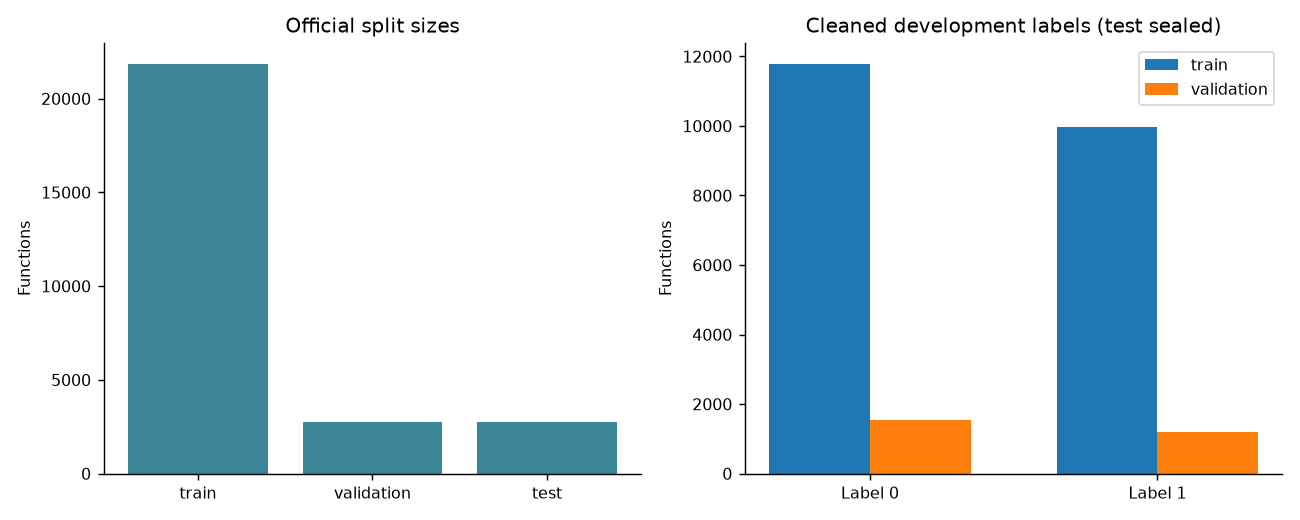 Official split sizes
Functions
20000
15000
10000
5000
0
train
validation
test
Cleaned development labels (test sealed)
Functions
12000
10000
8000
6000
4000
2000
0
train
validation
Label 0
Label 1